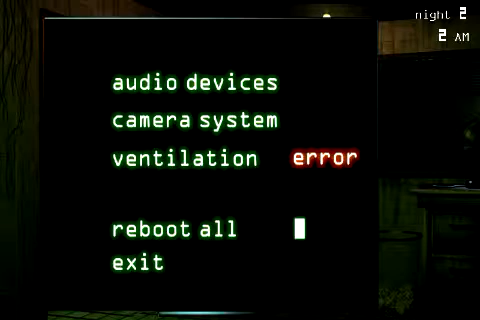 night 2
2 AM
audio devices
camera system
ventilation error
reboot all
exit